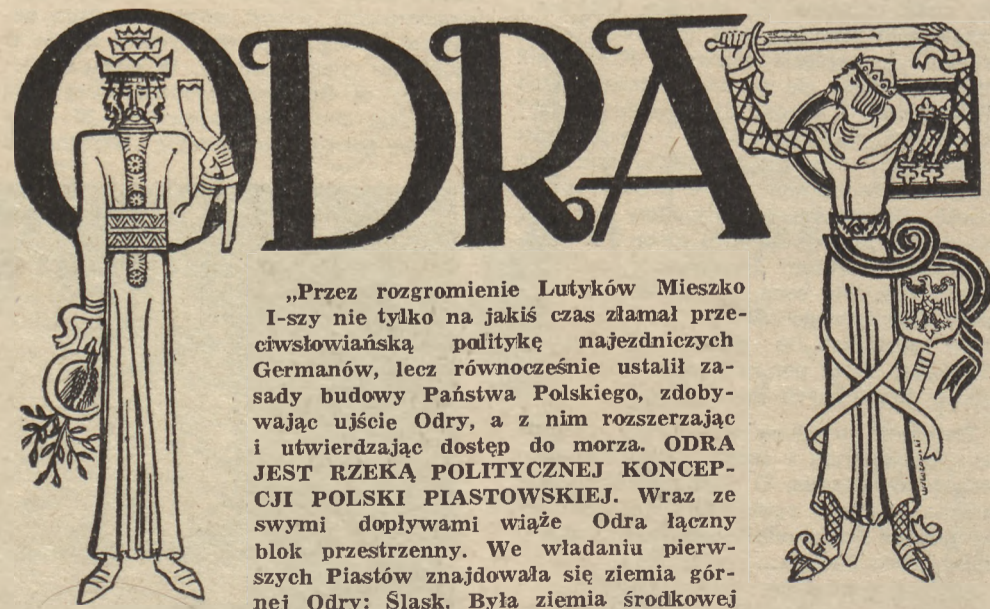 ODRA
„Przez rozgromienie Lutyków Mieszko
I-szy nie tylko na jakiś czas złamał prze-
ciwsłowiańską politykę najezdniczych
Germanów, lecz równocześnie ustalił za-
sady budowy Państwa Polskiego, zdoby-
wając ujście Odry, a z nim rozszerzając
i utwierdzając dostęp do morza. ODRA
JEST RZEKĄ POLITYCZNEJ KONCEP-
CJI POLSKI PIASTOWSKIEJ. Wraz ze
swymi dopływami wiąże Odra łączny
blok przestrzenny. We władaniu pierw-
szych Piastów znajdowała się ziemia gór-
nej Odry: Śląsk. Była ziemia środkowej